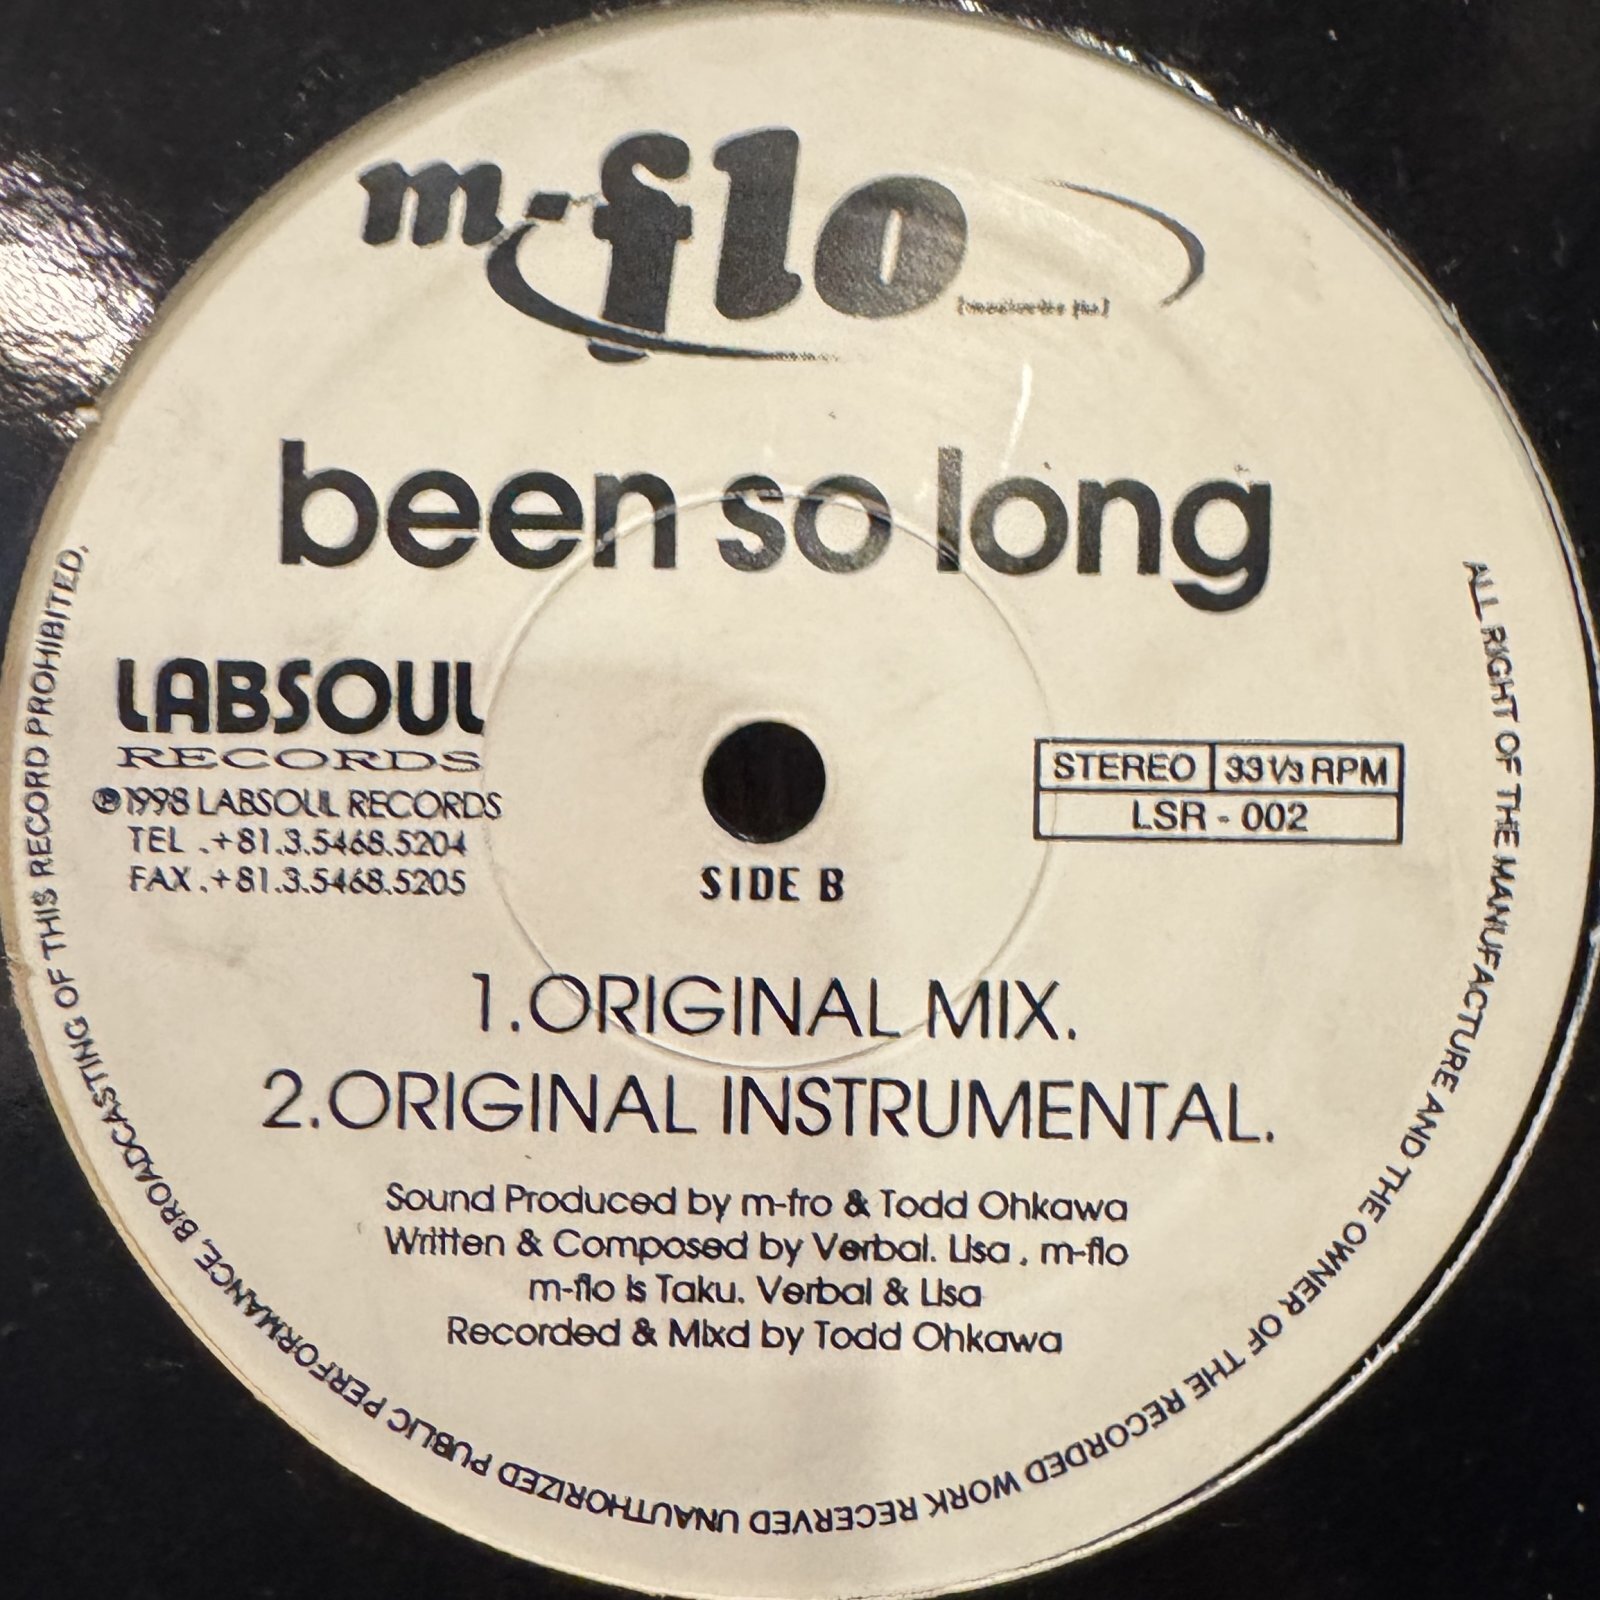 m-flo
been so long
LABSOUL
RECORDS
℗1998 LABSOUL RECORDS
TEL .+81.3.5468.5204
FAX .+81.3.5468.5205
STEREO 33 1/3 RPM
LSR - 002
SIDE B
1.ORIGINAL MIX.
2.ORIGINAL INSTRUMENTAL.
Sound Produced by m-fro & Todd Ohkawa
Written & Composed by Verbal. Lisa , m-flo
m-flo Is Taku. Verbal & Lisa
Recorded & Mixd by Todd Ohkawa
ALL RIGHT OF THE MANUFACTURE AND THE OWNER OF THE RECORDED WORK RECERVED UNAUTHORIZED PUBLIC PERFORMANCE, BROADCASTING OF THIS RECORD PROHIBITED.